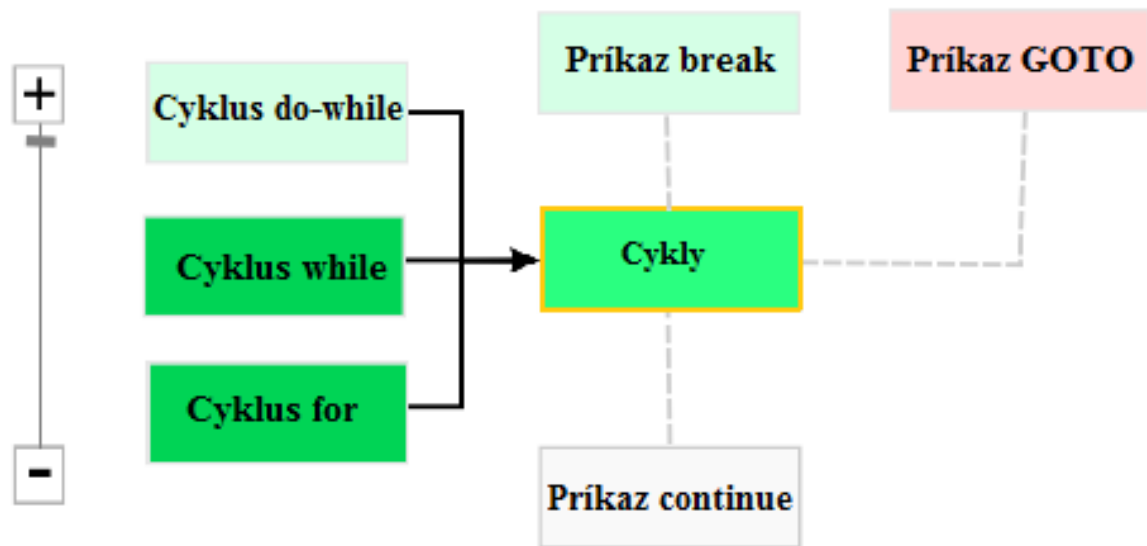 +
Cyklus do-while
Cyklus while
Cyklus for
-
Príkaz break
Cykly
Príkaz continue
Príkaz GOTO